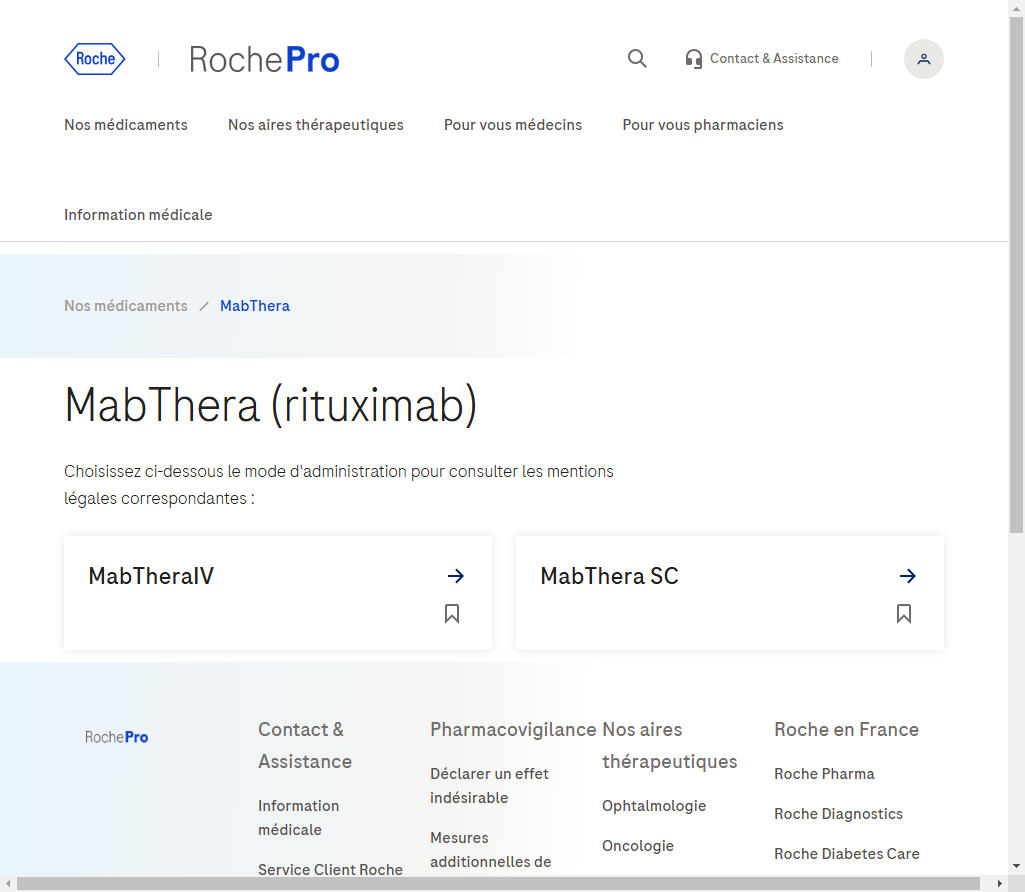 Roche
RochePro
Contact & Assistance
Nos médicaments
Nos aires thérapeutiques
Pour vous médecins
Pour vous pharmaciens
Information médicale
Nos médicaments / MabThera
MabThera (rituximab)
Choisissez ci-dessous le mode d'administration pour consulter les mentions
légales correspondantes :
MabTheraIV
MabThera SC
RochePro
Contact &
Assistance
Information
médicale
Service Client Roche
Pharmacovigilance
Déclarer un effet
indésirable
Mesures
additionnelles de
Nos aires
thérapeutiques
Ophtalmologie
Oncologie
Roche en France
Roche Pharma
Roche Diagnostics
Roche Diabetes Care